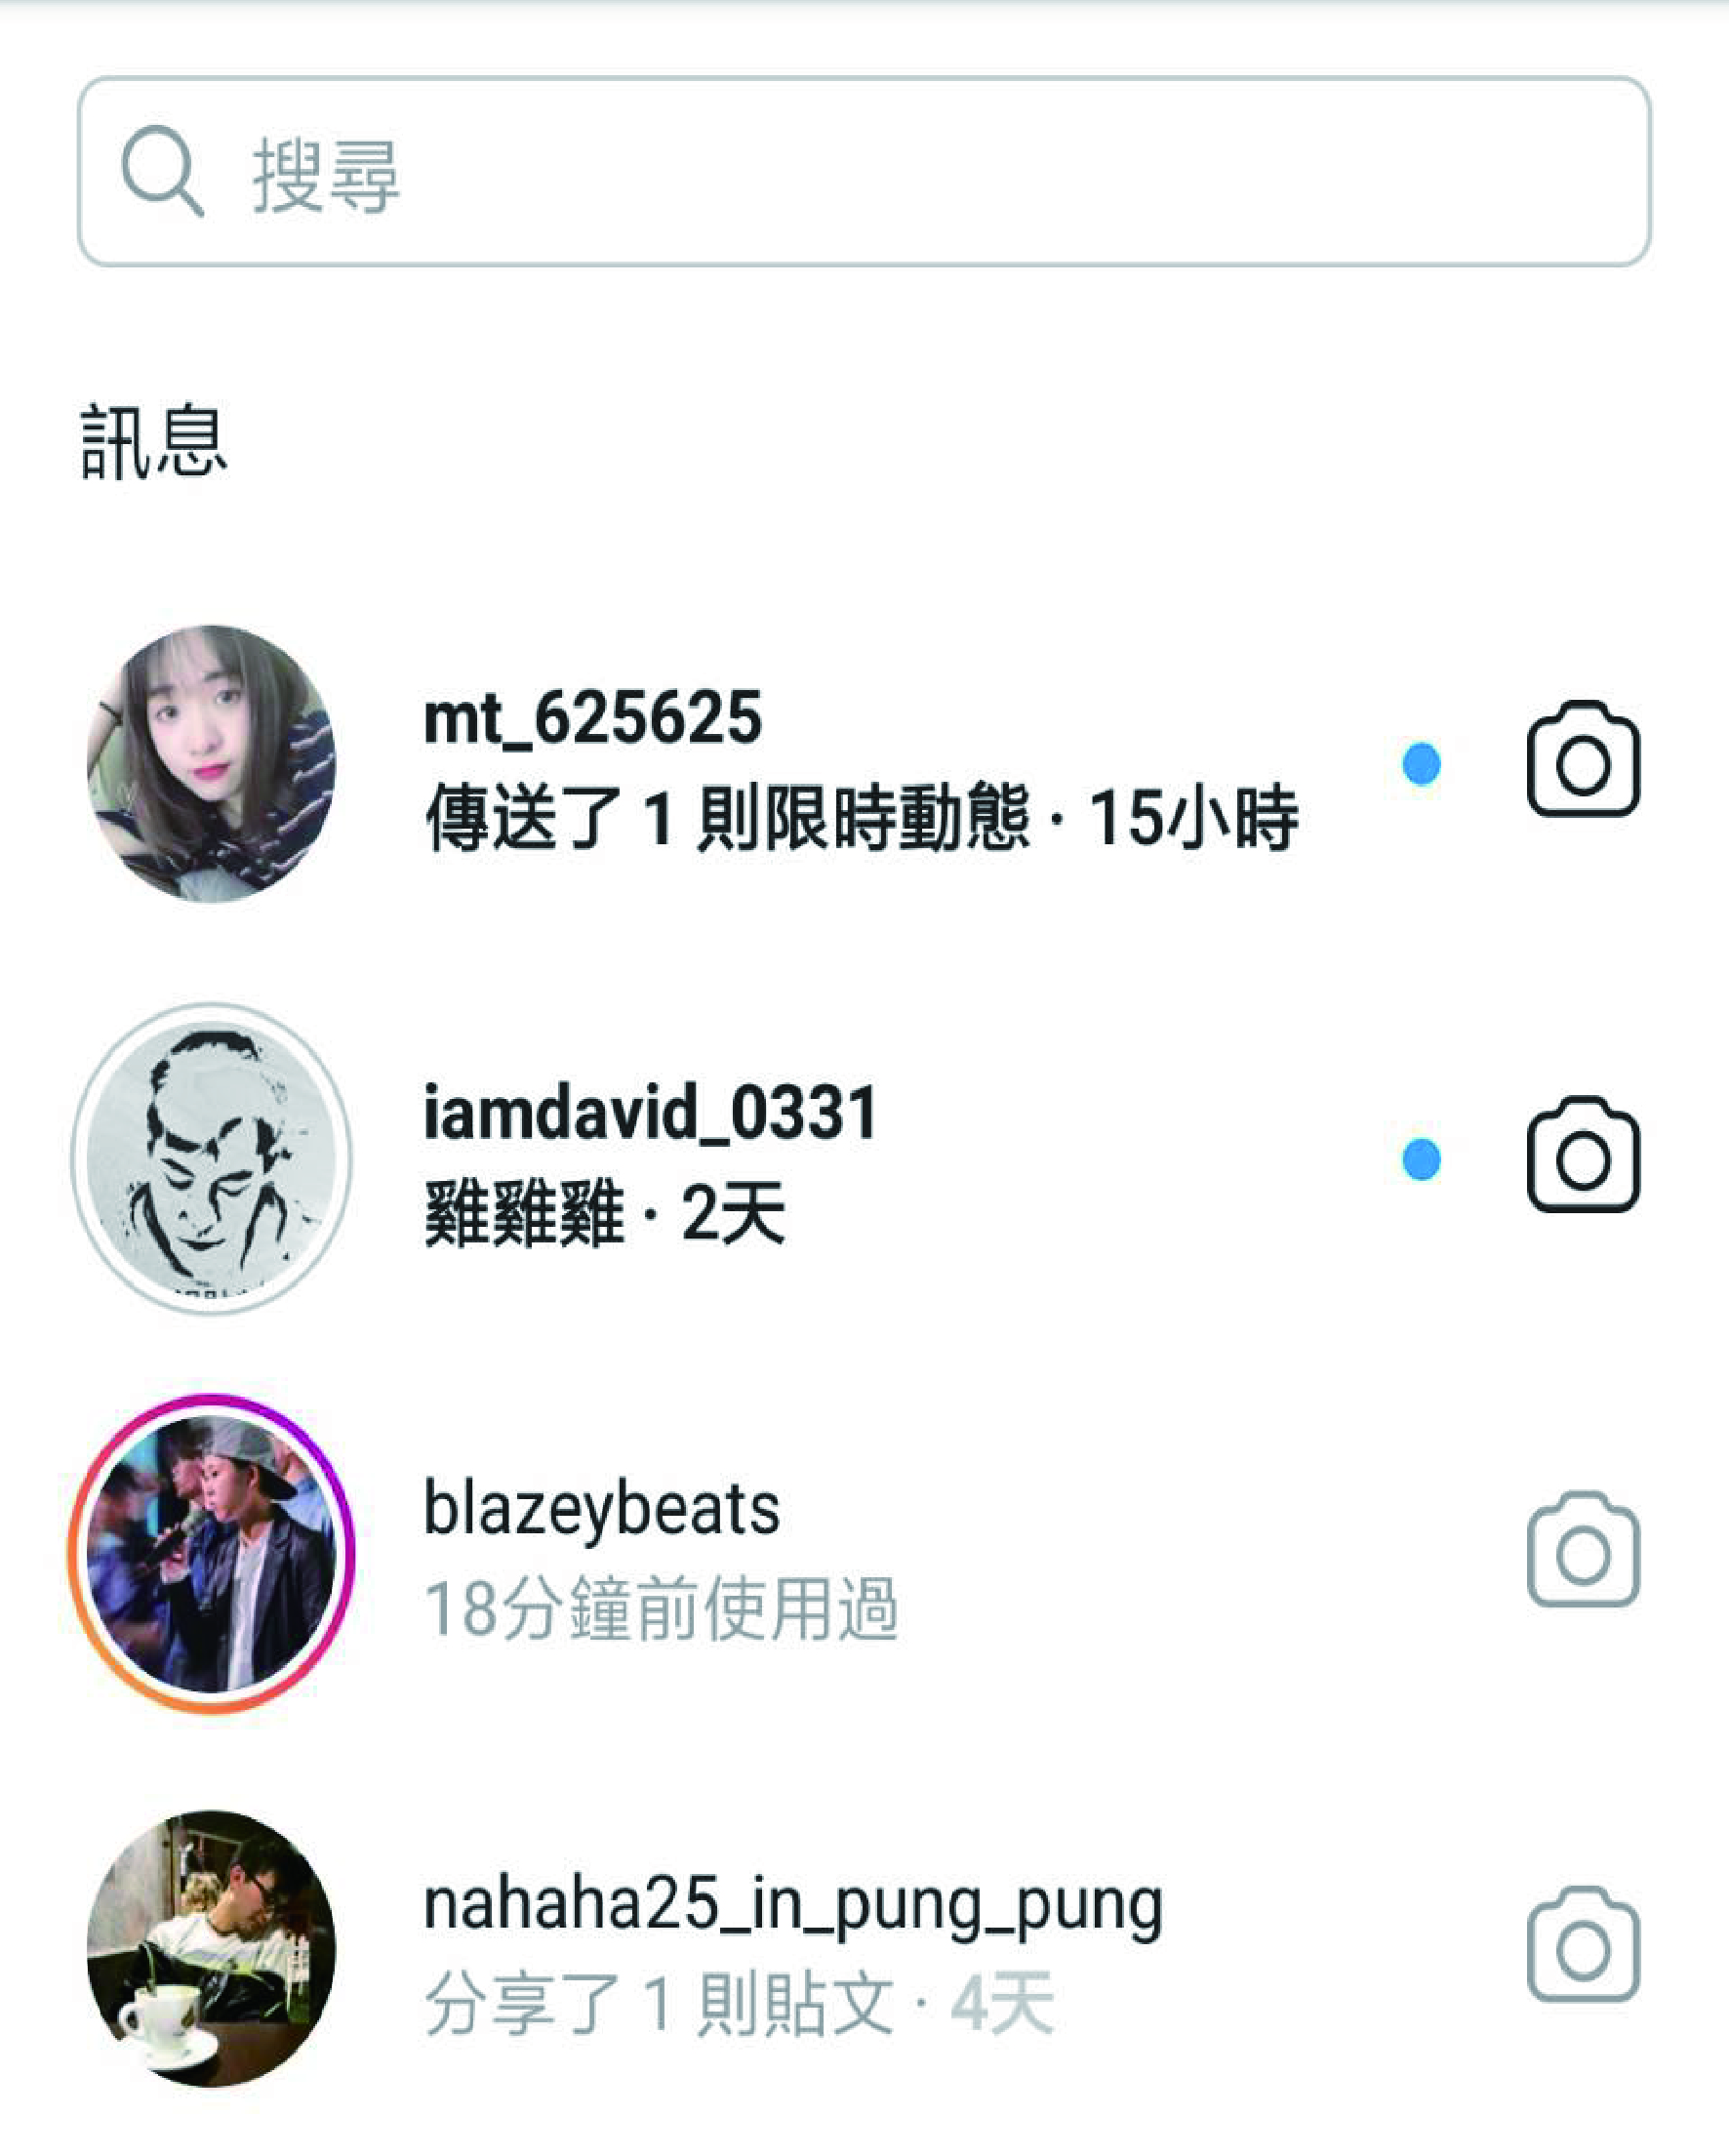 搜尋
訊息
mt_625625
傳送了 1 則限時動態 · 15小時
iamdavid_0331
雞雞雞 · 2天
blazeybeats
18分鐘前使用過
nahaha25_in_pung_pung
分享了 1 則貼文 · 4天